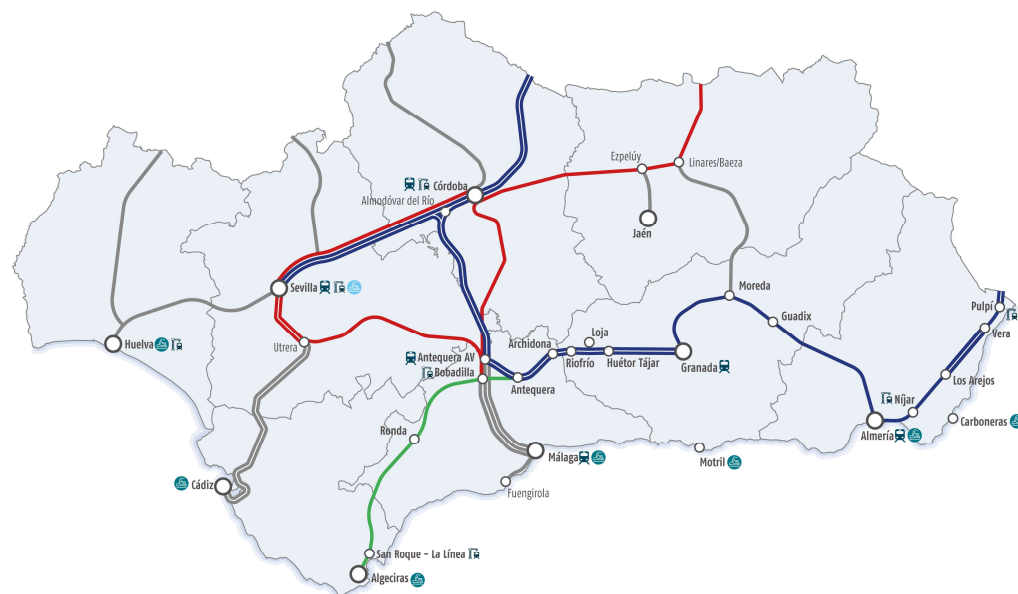 Ezpelúy
Linares/Baeza
Córdoba
Almodóvar del Río
Jaén
Sevilla
Moreda
Pulpí
Guadix
Vera
Huelva
Utrera
Loja
Archidona
Antequera AV
Bobadilla
Riofrío
Huétor Tájar
Granada
Antequera
Los Arejos
Níjar
Carboneras
Almería
Ronda
Málaga
Motril
Cádiz
Fuengirola
San Roque - La Línea
Algeciras